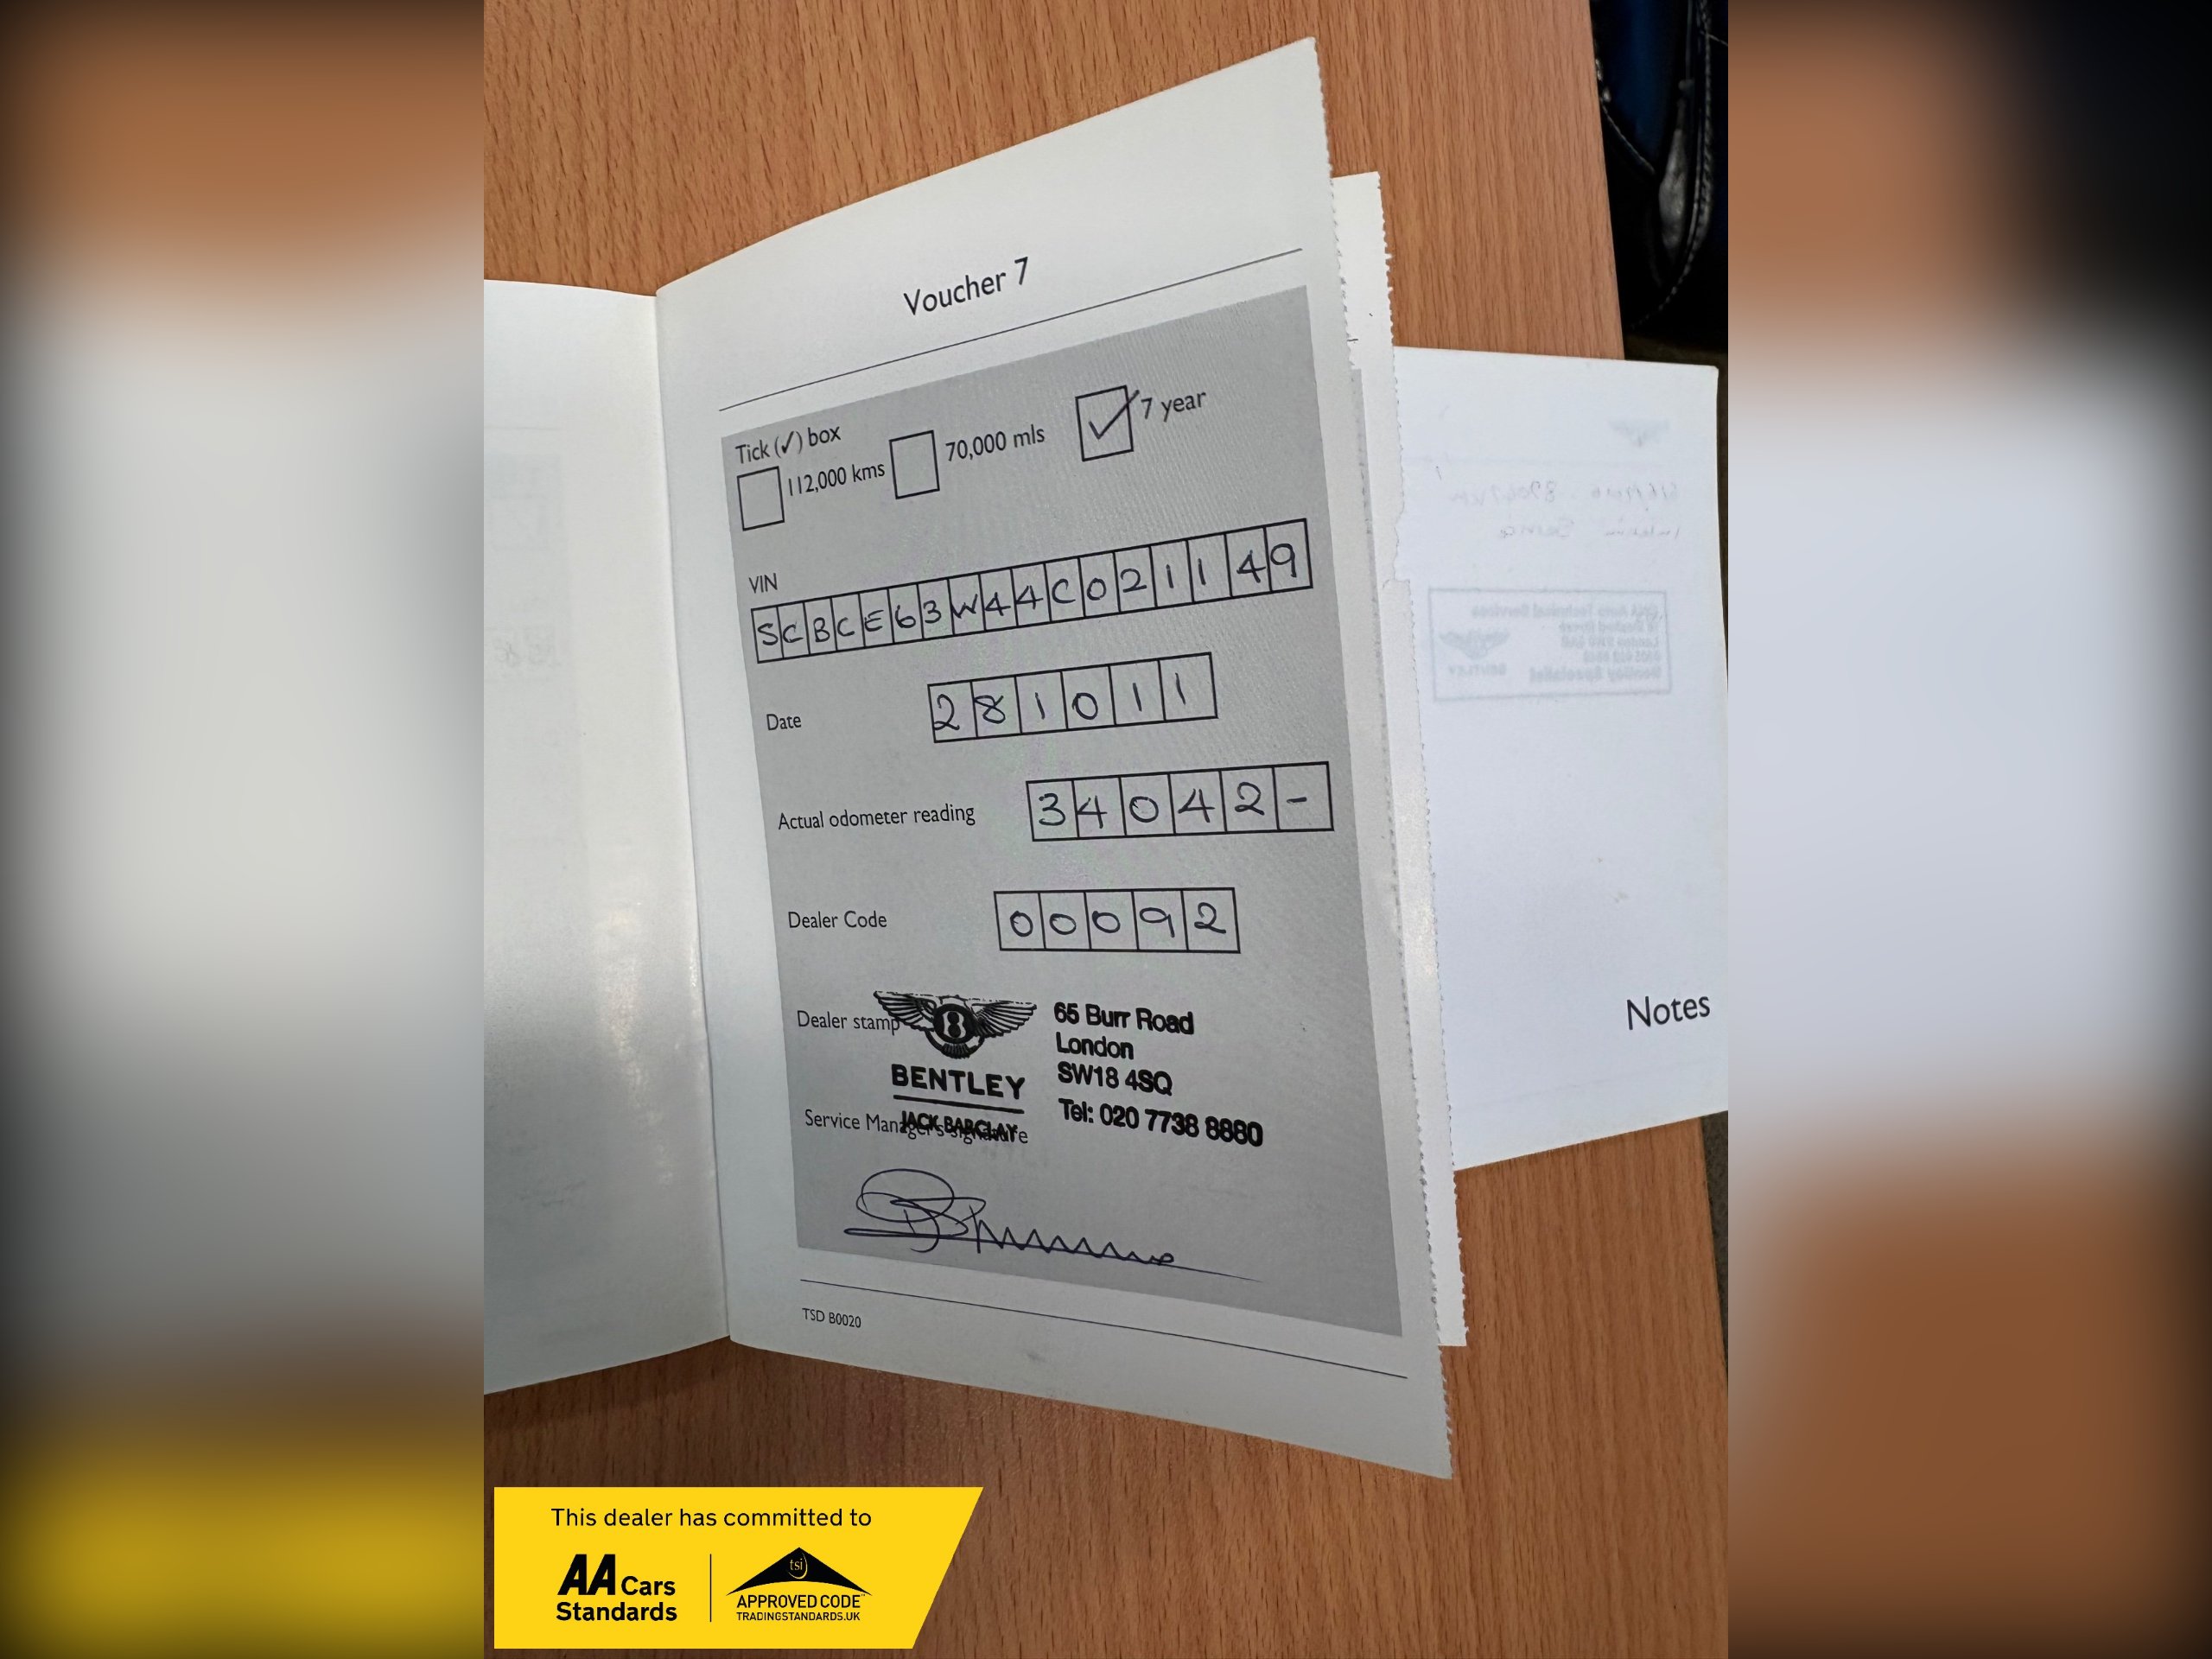 Voucher 7
Tick (✓) box
112,000 kms 70,000 mls ✓ 7 year
VIN
SCBCE63W44C021149
Date 281011
Actual odometer reading 34042-
Dealer Code 00092
Dealer stamp
BENTLEY
JACK BARCLAY
65 Burr Road
London
SW18 4SQ
Tel: 020 7738 8880
Service Manager's signature
TSD B0020
Notes
This dealer has committed to
AA Cars
Standards
tsi
APPROVED CODE
TRADINGSTANDARDS.UK